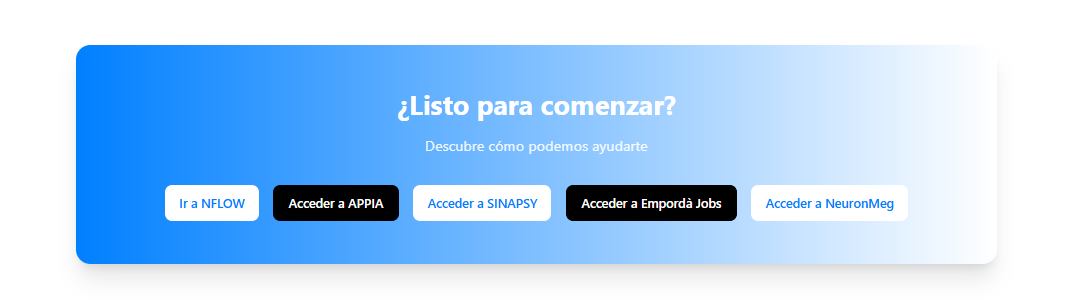 ¿Listo para comenzar?
Descubre cómo podemos ayudarte
Ir a NFLOW Acceder a APPIA Acceder a SINAPSY Acceder a Empordà Jobs Acceder a NeuronMeg